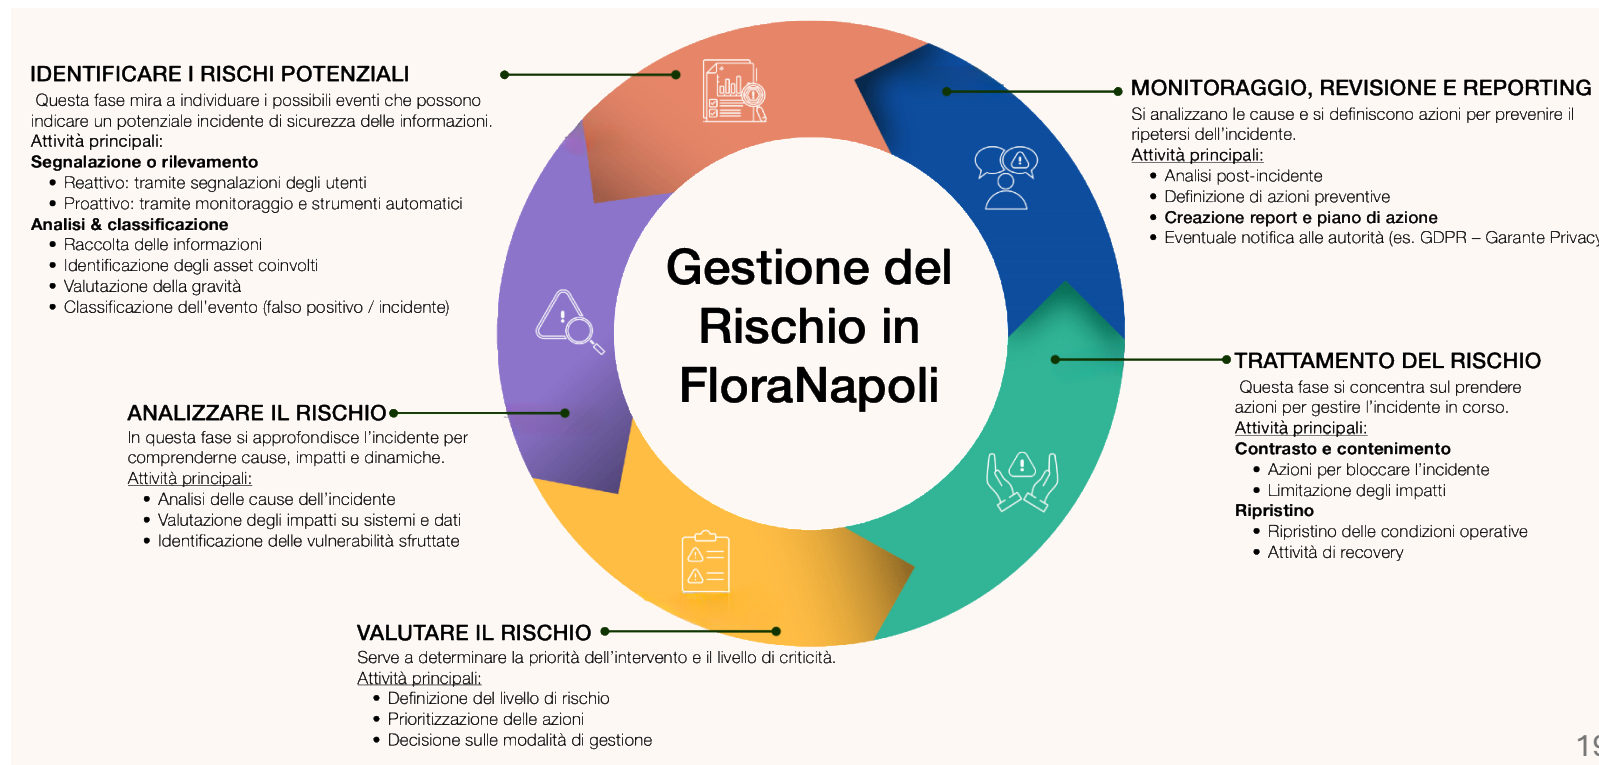 IDENTIFICARE I RISCHI POTENZIALI
Questa fase mira a individuare i possibili eventi che possono
indicare un potenziale incidente di sicurezza delle informazioni.
Attività principali:
Segnalazione o rilevamento
• Reattivo: tramite segnalazioni degli utenti
• Proattivo: tramite monitoraggio e strumenti automatici
Analisi & classificazione
• Raccolta delle informazioni
• Identificazione degli asset coinvolti
• Valutazione della gravità
• Classificazione dell'evento (falso positivo / incidente)
ANALIZZARE IL RISCHIO
In questa fase si approfondisce l'incidente per
comprenderne cause, impatti e dinamiche.
Attività principali:
• Analisi delle cause dell'incidente
• Valutazione degli impatti su sistemi e dati
• Identificazione delle vulnerabilità sfruttate
VALUTARE IL RISCHIO
Serve a determinare la priorità dell'intervento e il livello di criticità.
Attività principali:
• Definizione del livello di rischio
• Prioritizzazione delle azioni
• Decisione sulle modalità di gestione
Gestione del
Rischio in
FloraNapoli
MONITORAGGIO, REVISIONE E REPORTING
Si analizzano le cause e si definiscono azioni per prevenire il
ripetersi dell'incidente.
Attività principali:
• Analisi post-incidente
• Definizione di azioni preventive
• Creazione report e piano di azione
• Eventuale notifica alle autorità (es. GDPR – Garante Privacy
TRATTAMENTO DEL RISCHIO
Questa fase si concentra sul prendere
azioni per gestire l'incidente in corso.
Attività principali:
Contrasto e contenimento
• Azioni per bloccare l'incidente
• Limitazione degli impatti
Ripristino
• Ripristino delle condizioni operative
• Attività di recovery
19